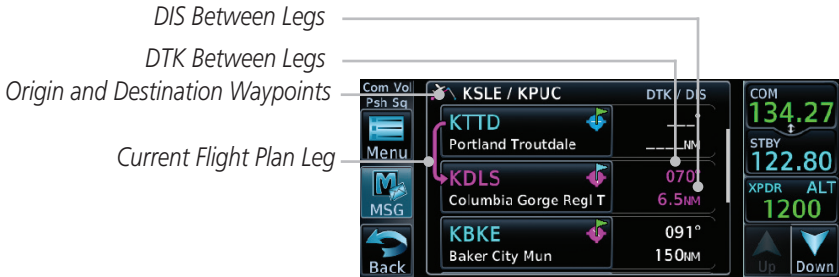 DIS Between Legs
DTK Between Legs
Origin and Destination Waypoints
Current Flight Plan Leg
Com Vol
Psh Sq
Menu
MSG
Back
KSLE / KPUC DTK / DIS
KTTD ___°
Portland Troutdale ____NM
KDLS 070°
Columbia Gorge Regl T 6.5NM
KBKE 091°
Baker City Mun 150NM
COM
134.27
STBY
122.80
XPDR ALT
1200
Up Down